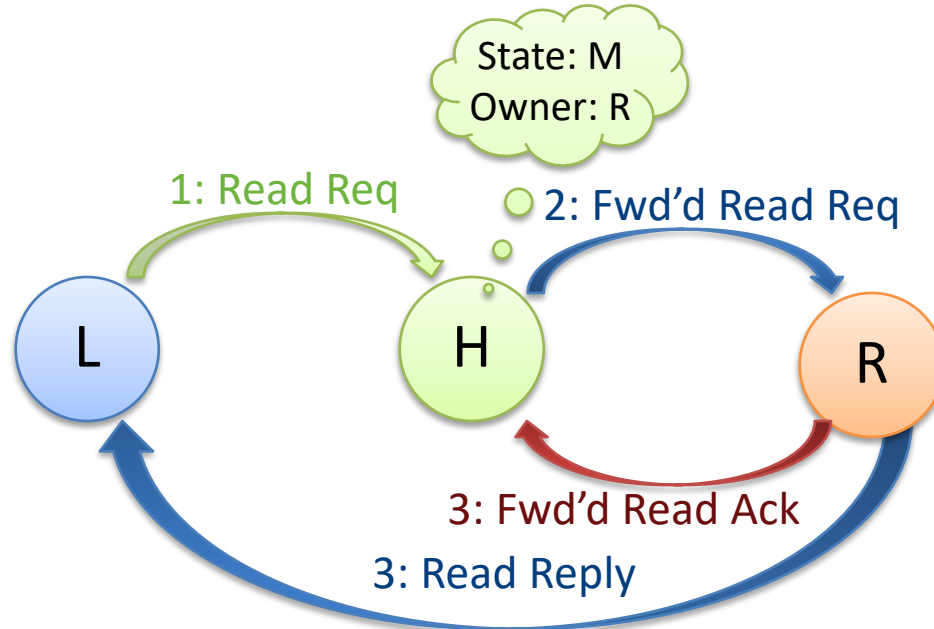 State: M
Owner: R
1: Read Req
2: Fwd’d Read Req
L
H
R
3: Fwd’d Read Ack
3: Read Reply